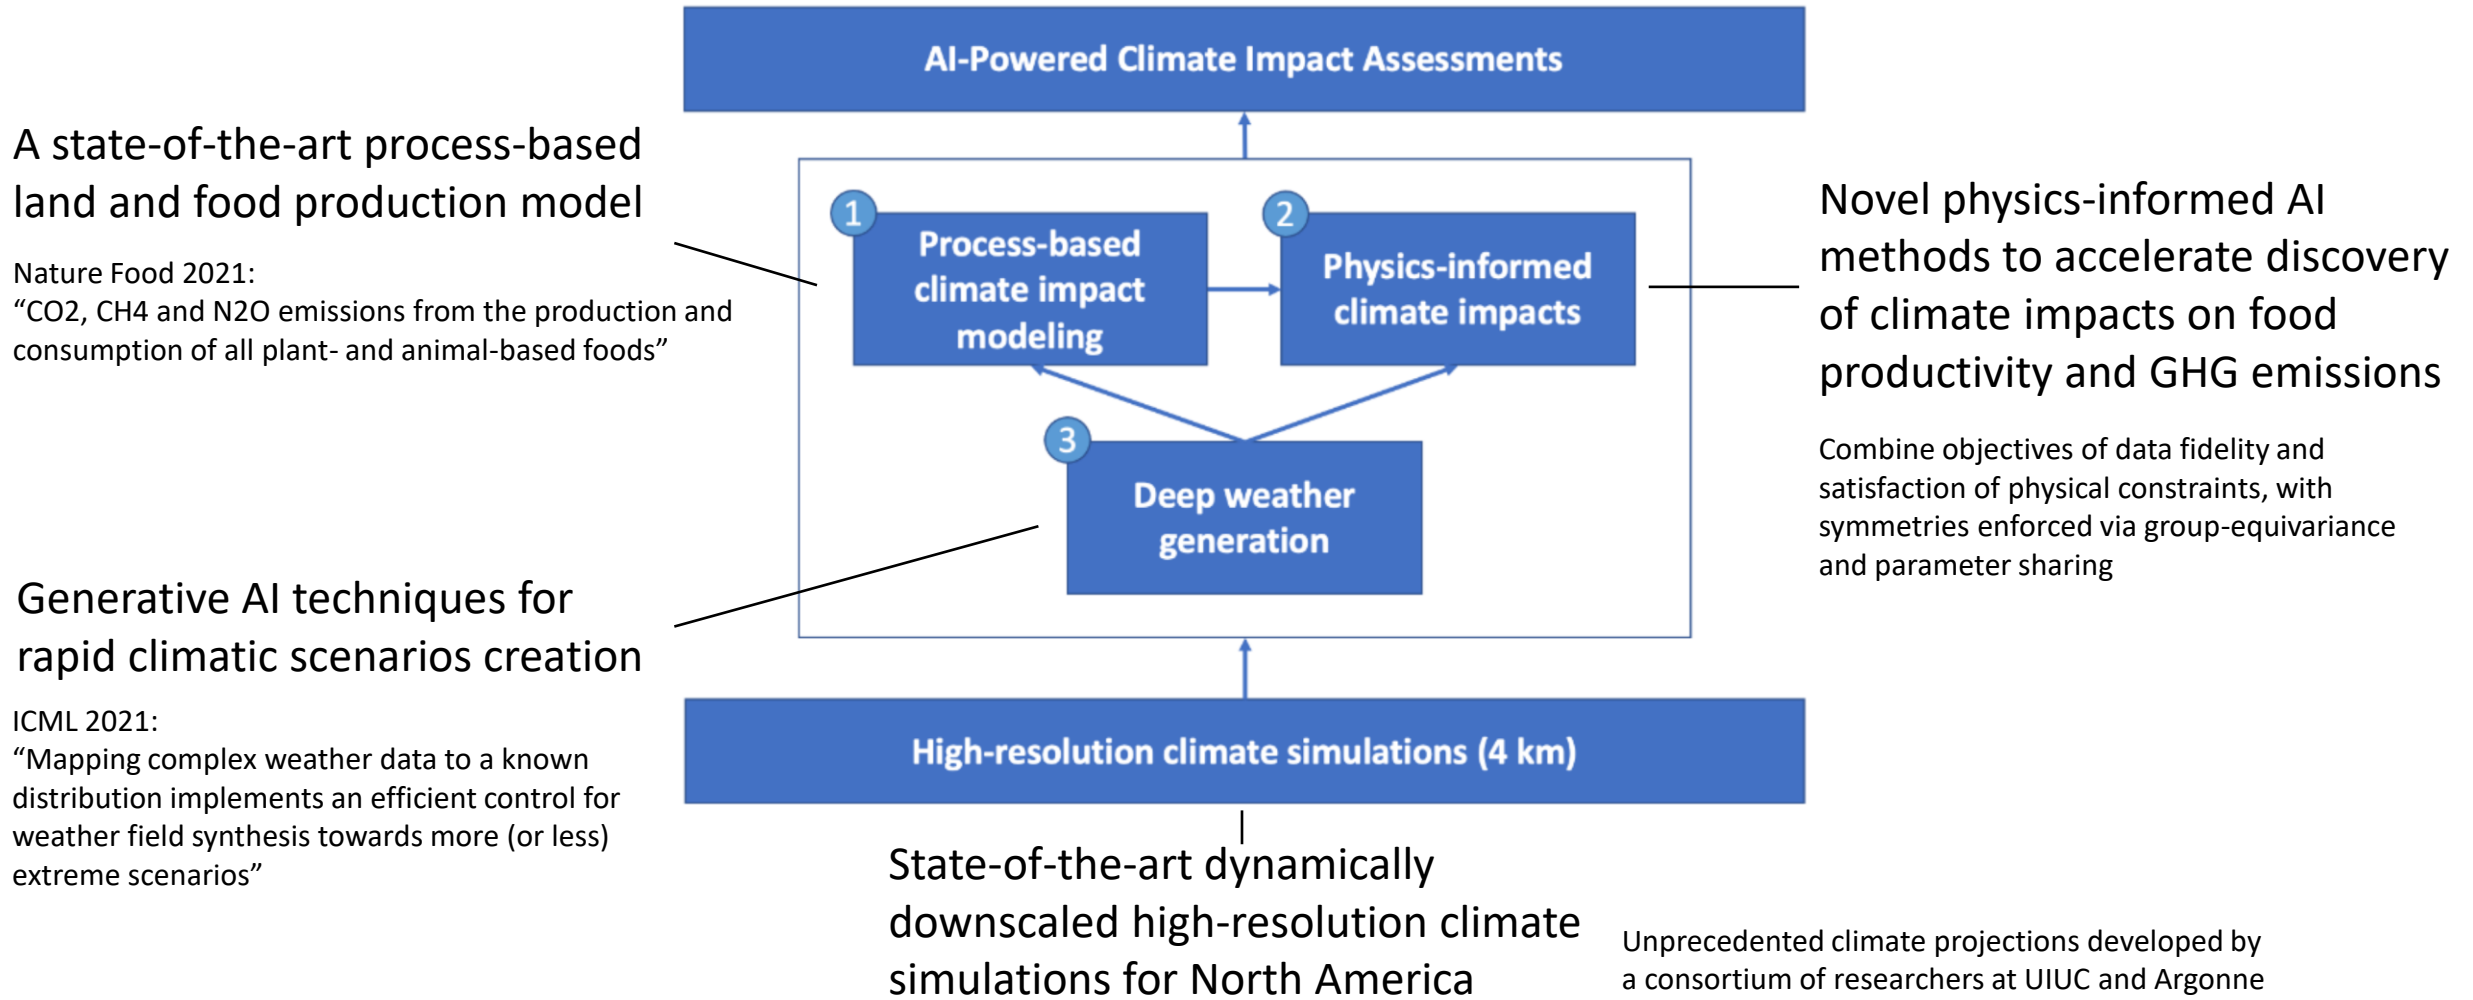 AI-Powered Climate Impact Assessments
A state-of-the-art process-based
land and food production model
Nature Food 2021:
“CO2, CH4 and N2O emissions from the production and
consumption of all plant- and animal-based foods”
1
Process-based
climate impact
modeling
2
Physics-informed
climate impacts
Novel physics-informed AI
methods to accelerate discovery
of climate impacts on food
productivity and GHG emissions
Combine objectives of data fidelity and
satisfaction of physical constraints, with
symmetries enforced via group-equivariance
and parameter sharing
3
Deep weather
generation
Generative AI techniques for
rapid climatic scenarios creation
ICML 2021:
“Mapping complex weather data to a known
distribution implements an efficient control for
weather field synthesis towards more (or less)
extreme scenarios”
High-resolution climate simulations (4 km)
State-of-the-art dynamically
downscaled high-resolution climate
simulations for North America
Unprecedented climate projections developed by
a consortium of researchers at UIUC and Argonne